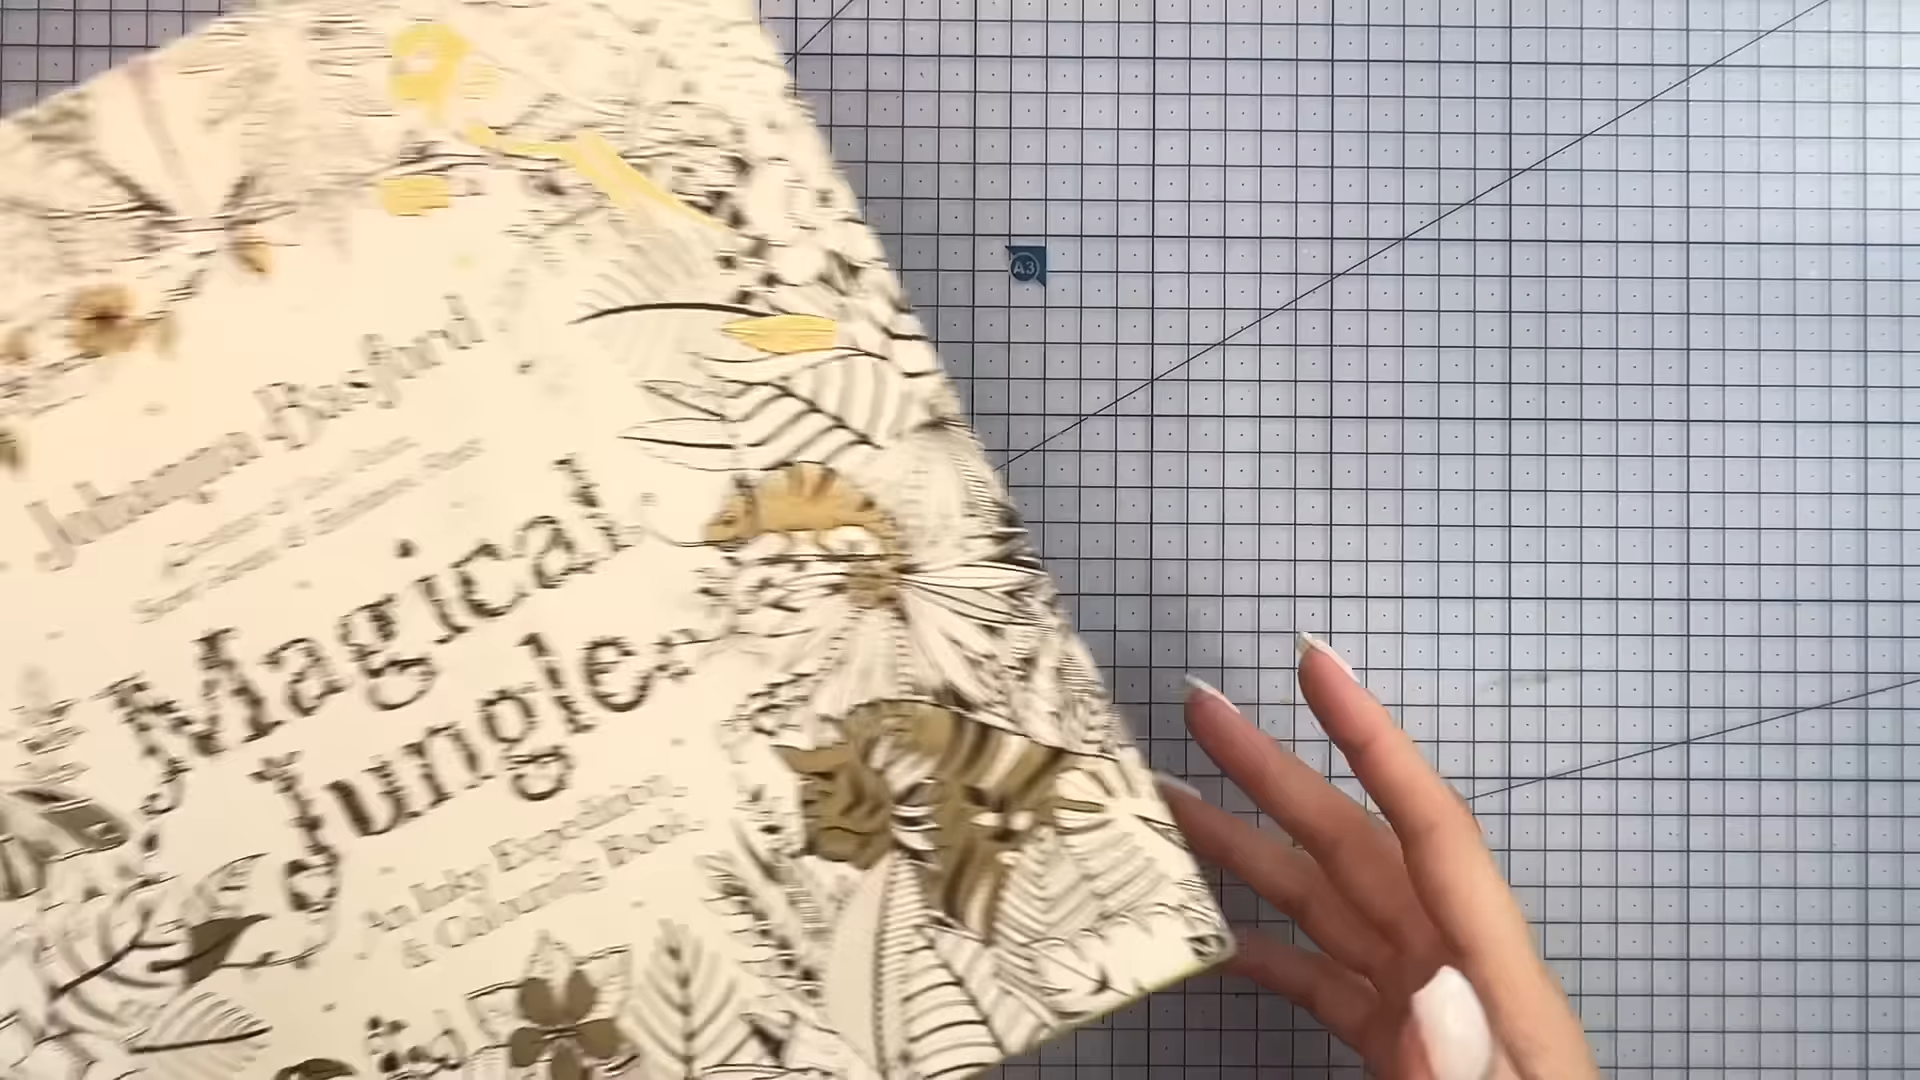 Johanna Basford
Magical
Jungle
An Inky Expedition
& Colouring Book
A3